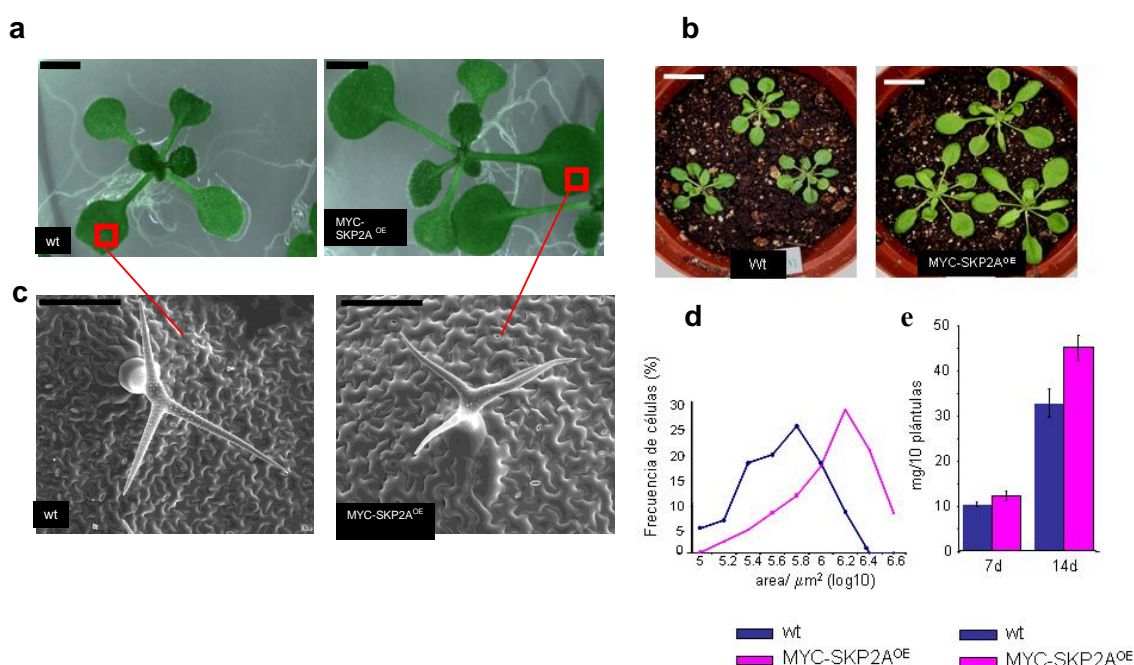 a
b
wt
MYC-
SKP2A OE
Wt
MYC-SKP2AOE
c
wt
MYC-SKP2AOE
d
Frecuencia de células (%)
30
25
20
15
10
5
0
5
5.2
5.4
5.6
5.8
6
6.2
6.4
6.6
area/ μm2 (log10)
e
mg/10 plántulas
50
40
30
20
10
0
7d
14d
wt
MYC-SKP2AOE
wt
MYC-SKP2AOE